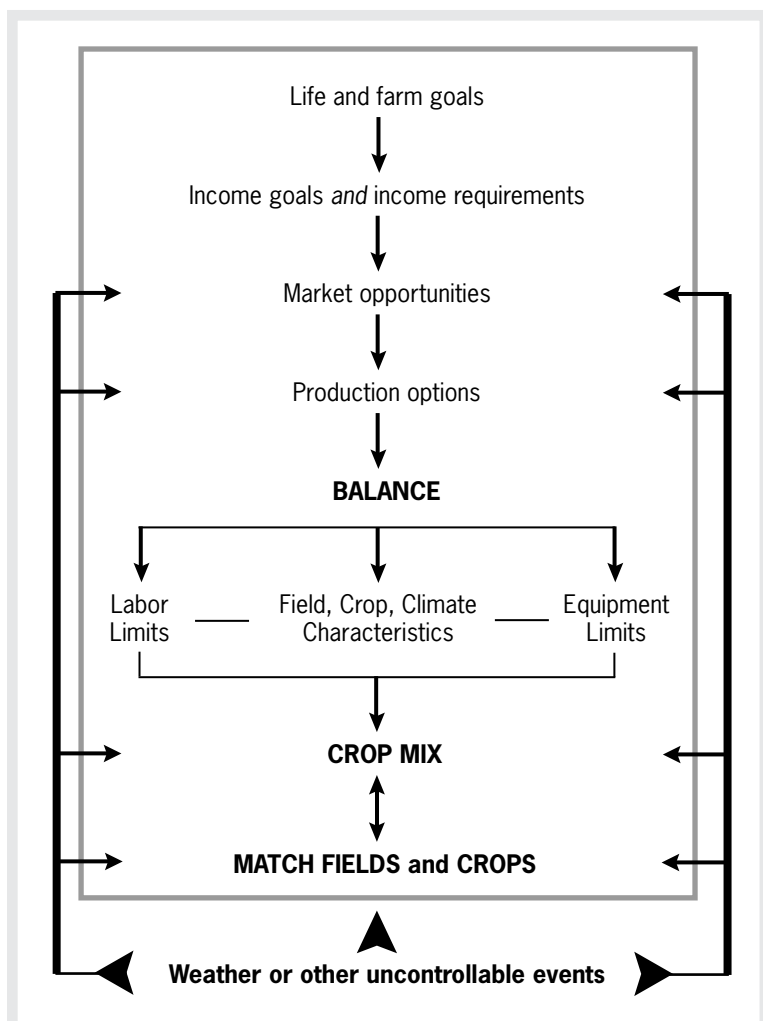 Life and farm goals
Income goals and income requirements
Market opportunities
Production options
BALANCE
Labor
Limits
Field, Crop, Climate
Characteristics
Equipment
Limits
CROP MIX
MATCH FIELDS and CROPS
Weather or other uncontrollable events